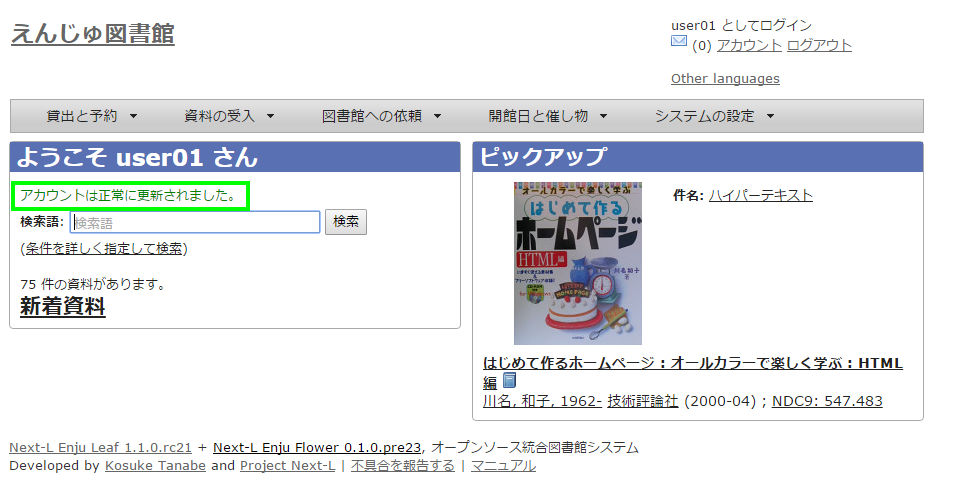 えんじゅ図書館
user01 としてログイン
(0) アカウント ログアウト
Other languages
貸出と予約 資料の受入 図書館への依頼 開館日と催し物 システムの設定
ようこそ user01 さん
アカウントは正常に更新されました。
検索語: 検索語 検索
(条件を詳しく指定して検索)
75 件の資料があります。
新着資料
ピックアップ
オールカラーで楽しく学ぶ
はじめて作る
ホームページ
HTML編
川名和子
著
HAPPY
HOME PAGE
件名: ハイパーテキスト
はじめて作るホームページ : オールカラーで楽しく学ぶ : HTML
編
川名, 和子, 1962- 技術評論社 (2000-04) ; NDC9: 547.483
Next-L Enju Leaf 1.1.0.rc21 + Next-L Enju Flower 0.1.0.pre23, オープンソース統合図書館システム
Developed by Kosuke Tanabe and Project Next-L | 不具合を報告する | マニュアル